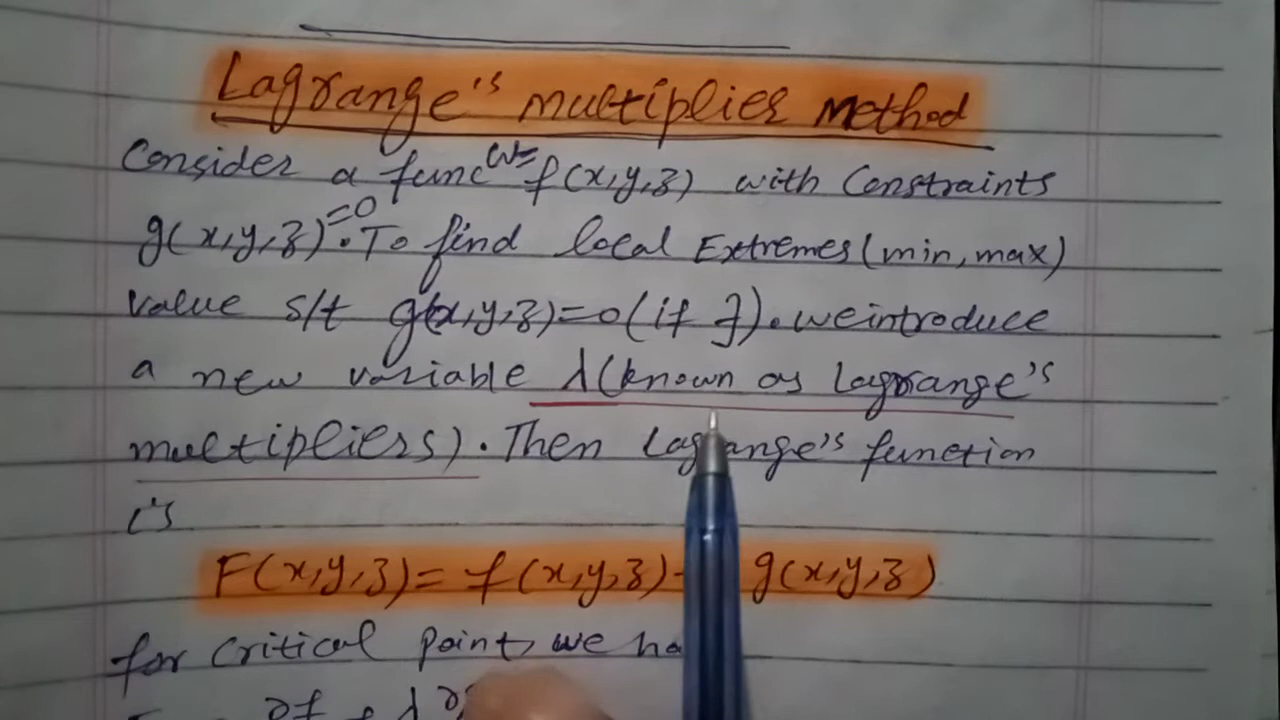 Lagrange's multiplier Method
Consider a func w= f(x,y,z) with Constraints
g(x,y,z)=0. To find local Extremes (min, max)
value s/t g(x,y,z)=0 (if ∃). we introduce
a new variable λ (known as Lagrange's
multipliers). Then Lagrange's function
is
F(x,y,z) = f(x,y,z) g(x,y,z)
for critical point, we
∂f + λ